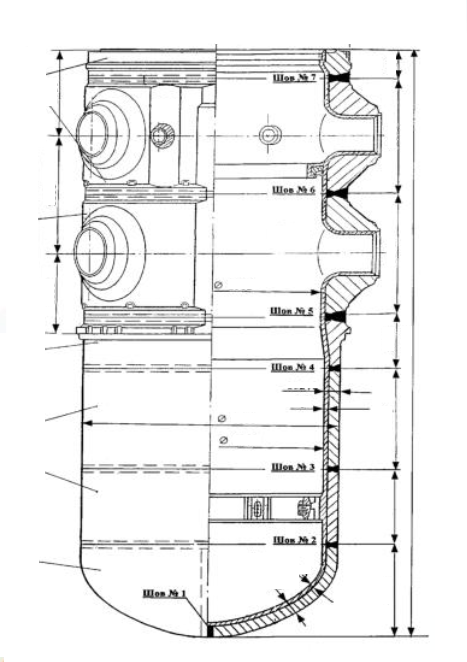 Шов № 7
Шов № 6
Ø
Шов № 5
Шов № 4
Ø
Ø
Шов № 3
Шов № 2
Шов № 1